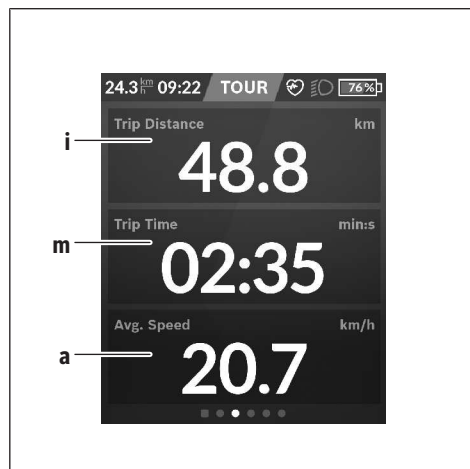 24.3 km/h 09:22 TOUR 76%
Trip Distance km
i
48.8
Trip Time min:s
m
02:35
Avg. Speed km/h
a
20.7